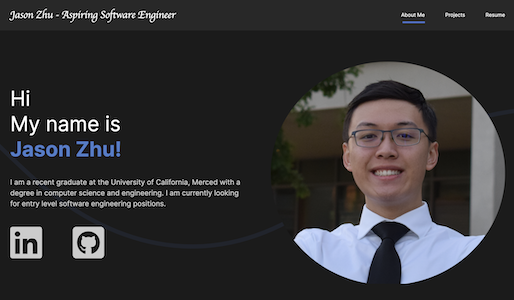 Jason Zhu - Aspiring Software Engineer
About Me
Projects
Resume
Hi
My name is
Jason Zhu!
I am a recent graduate at the University of California, Merced with a
degree in computer science and engineering. I am currently looking
for entry level software engineering positions.
in